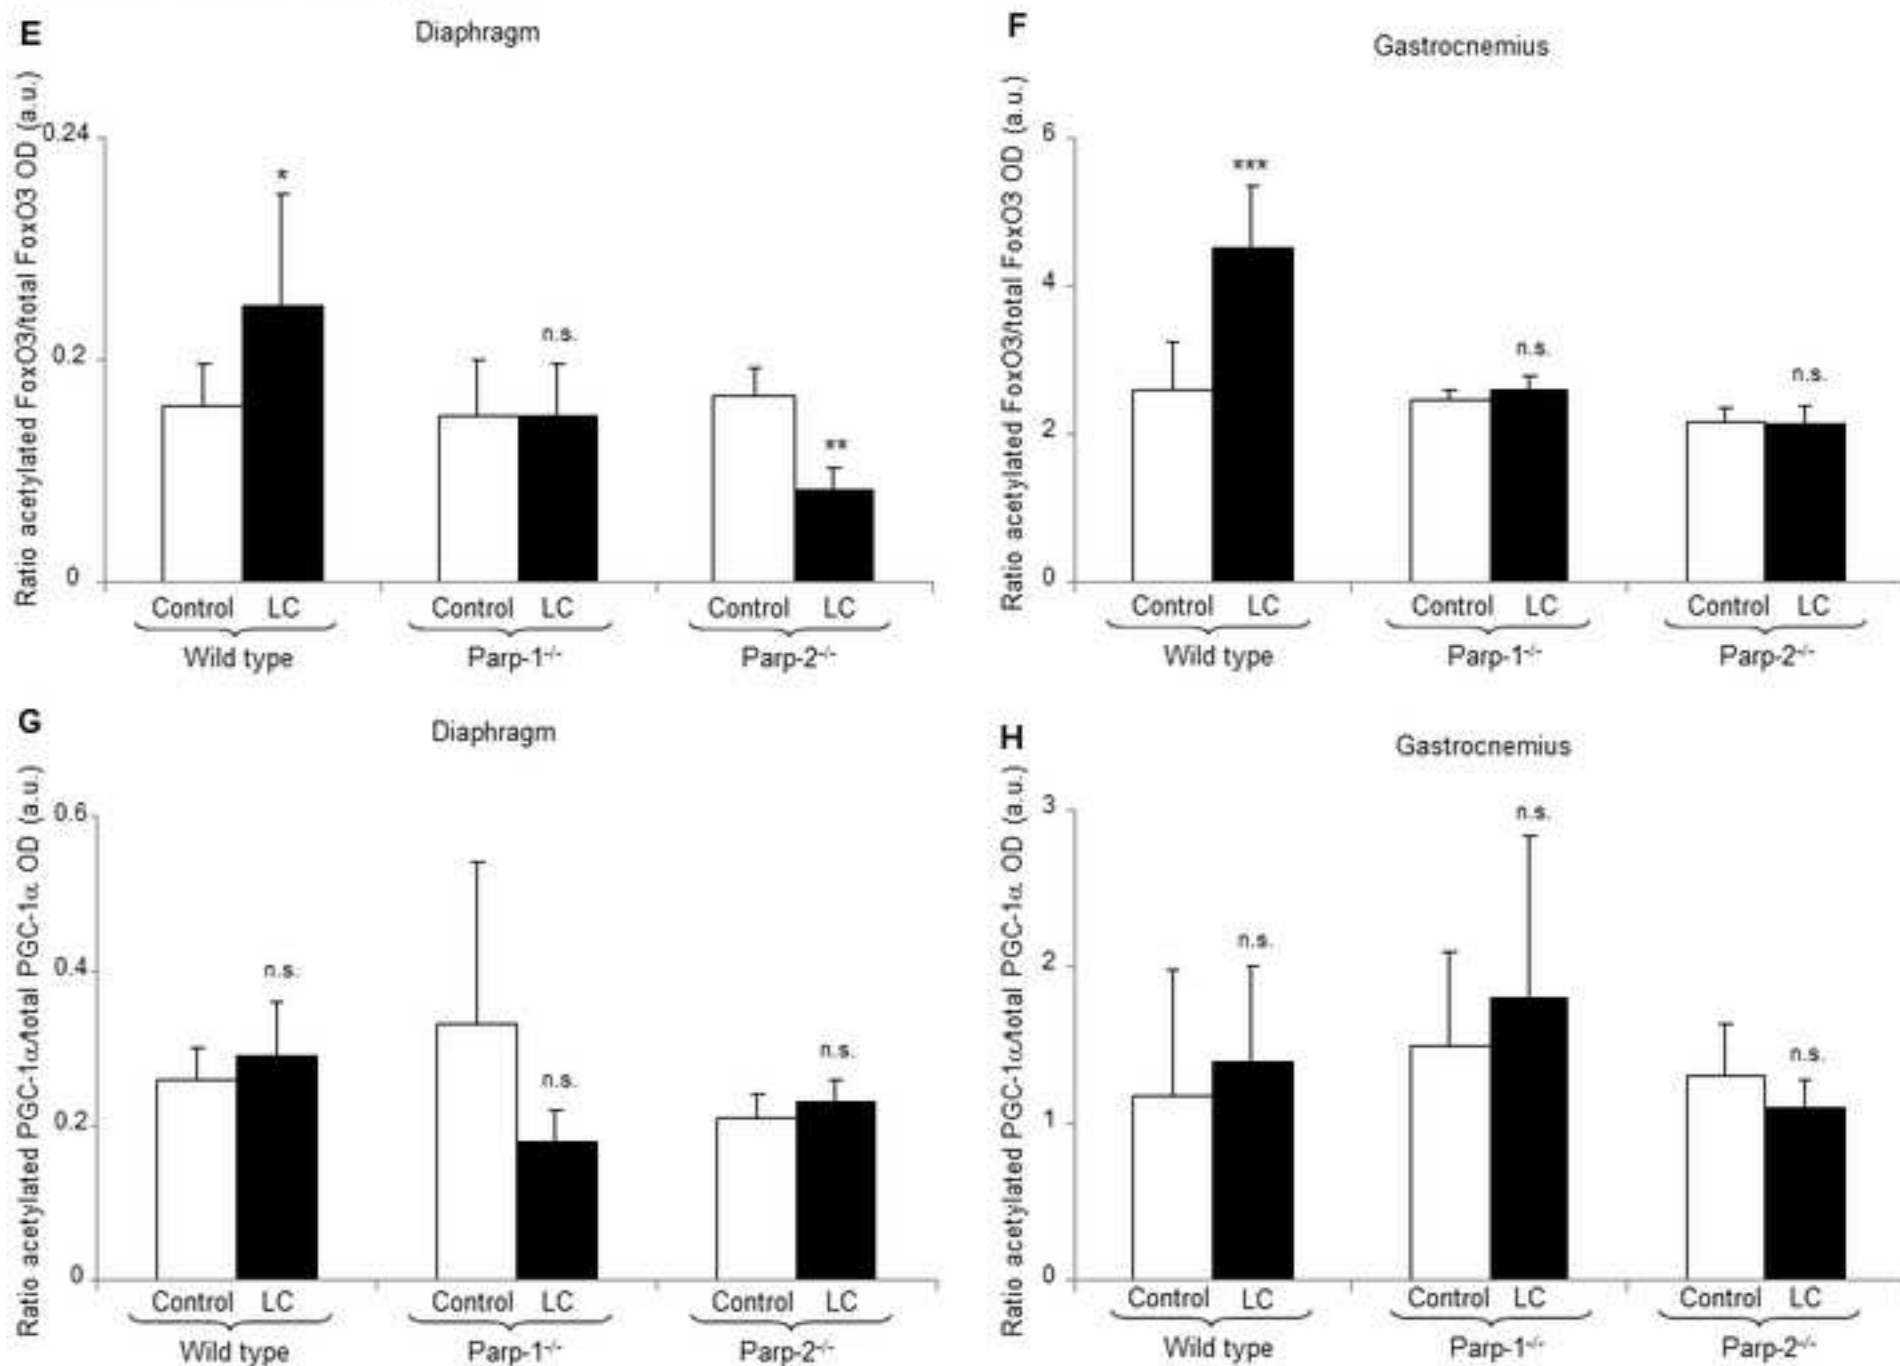 E
Diaphragm
Ratio acetylated FoxO3/total FoxO3 OD (a.u.)
0.24
0.2
0
*
n.s.
**
Control LC Control LC Control LC
Wild type Parp-1-/- Parp-2-/-
F
Gastrocnemius
Ratio acetylated FoxO3/total FoxO3 OD (a.u.)
6
4
2
0
***
n.s.
n.s.
Control LC Control LC Control LC
Wild type Parp-1-/- Parp-2-/-
G
Diaphragm
Ratio acetylated PGC-1α/total PGC-1α OD (a.u.)
0.6
0.4
0.2
0
n.s.
n.s.
n.s.
Control LC Control LC Control LC
Wild type Parp-1-/- Parp-2-/-
H
Gastrocnemius
Ratio acetylated PGC-1α/total PGC-1α OD (a.u.)
3
2
1
0
n.s.
n.s.
n.s.
Control LC Control LC Control LC
Wild type Parp-1-/- Parp-2-/-